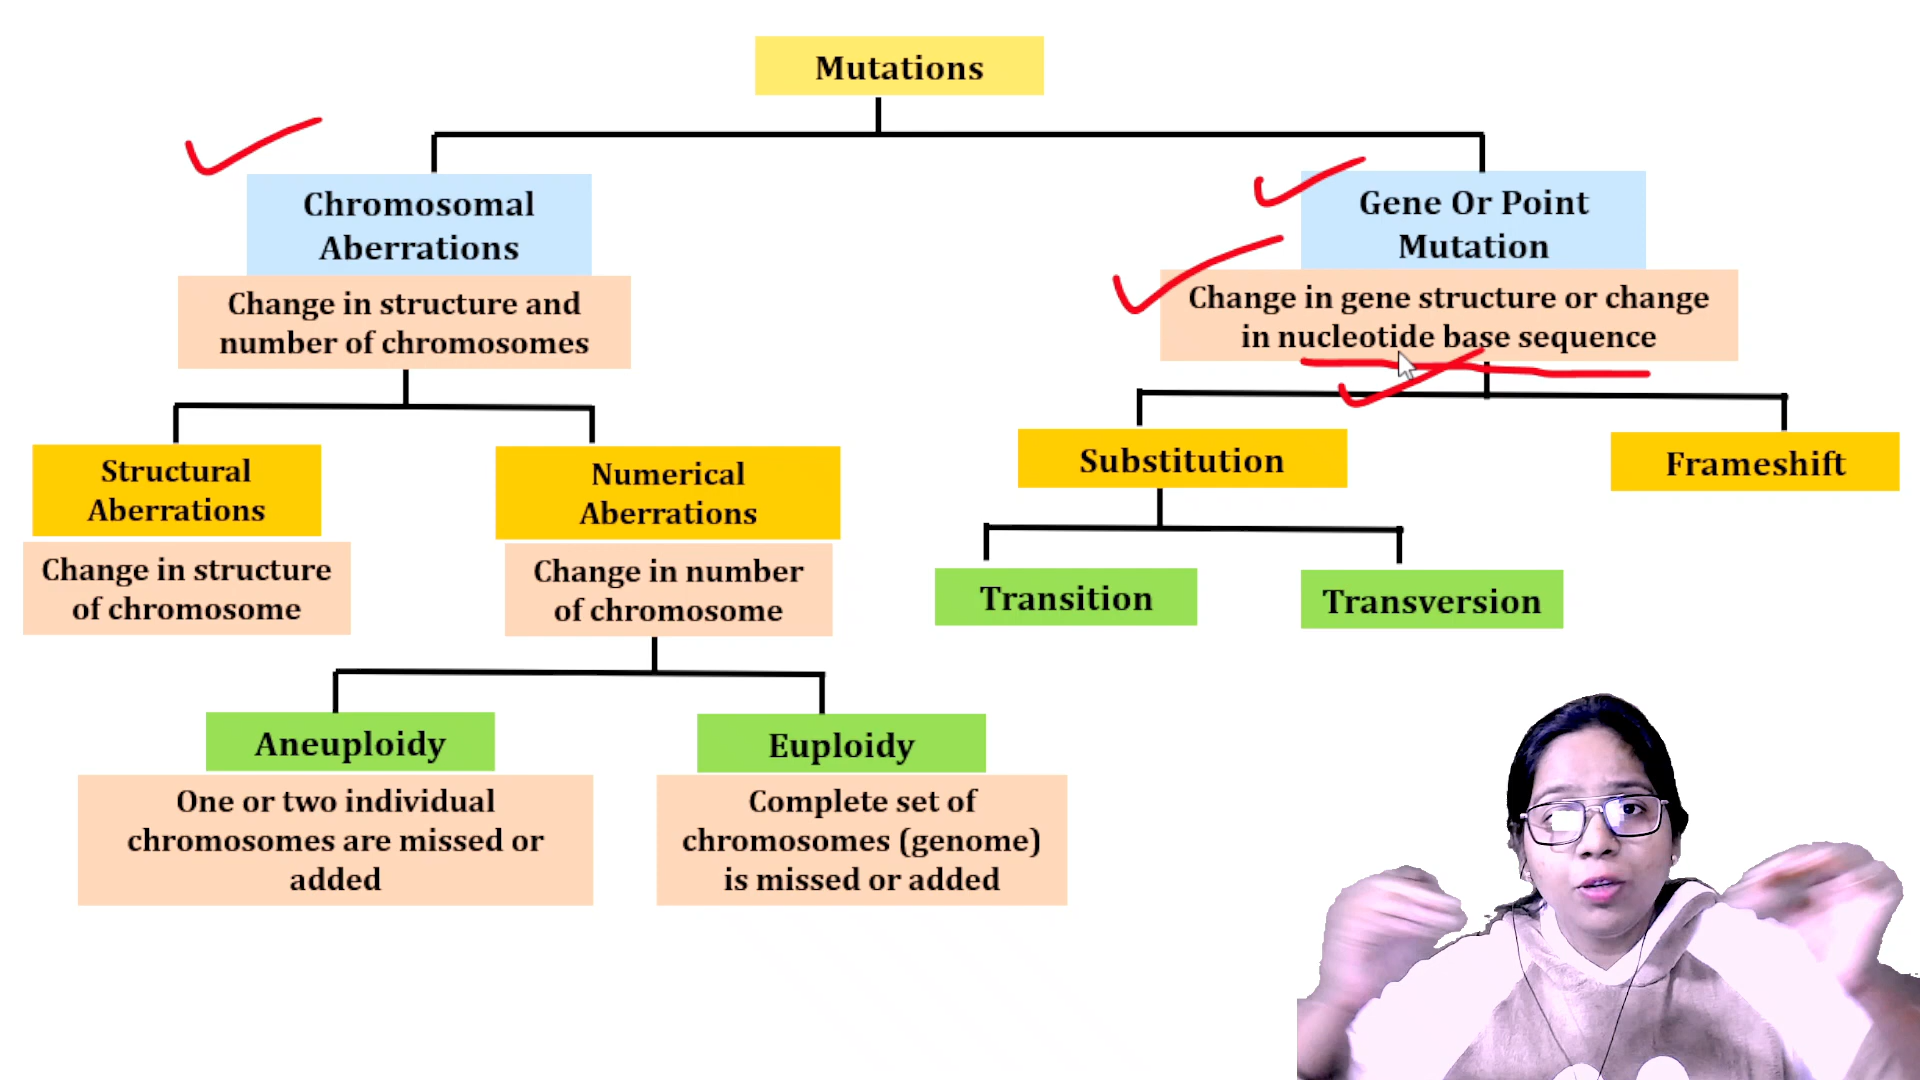 Mutations
Chromosomal
Aberrations
Change in structure and
number of chromosomes
Gene Or Point
Mutation
Change in gene structure or change
in nucleotide base sequence
Structural
Aberrations
Change in structure
of chromosome
Numerical
Aberrations
Change in number
of chromosome
Substitution
Frameshift
Transition
Transversion
Aneuploidy
One or two individual
chromosomes are missed or
added
Euploidy
Complete set of
chromosomes (genome)
is missed or added